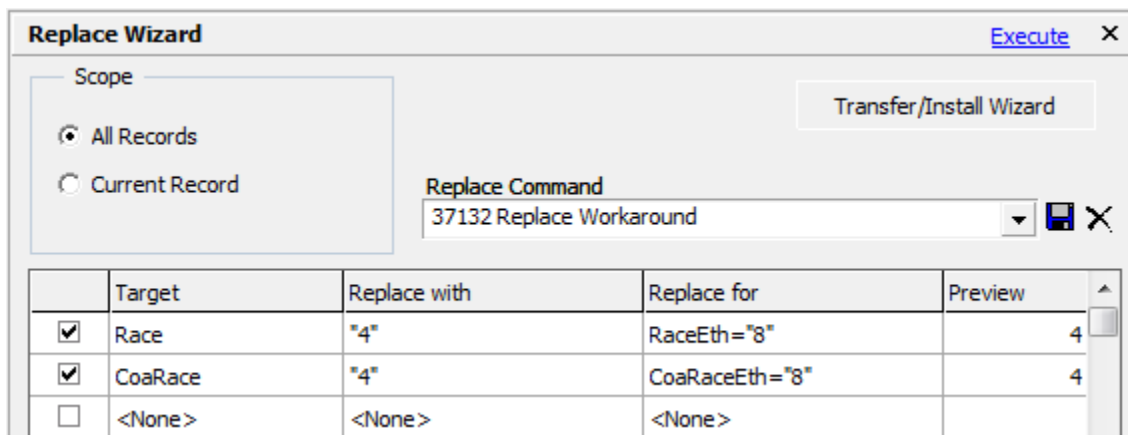 Replace Wizard Execute
Scope
Transfer/Install Wizard
All Records
Current Record
Replace Command
37132 Replace Workaround
Target Replace with Replace for Preview
Race "4" RaceEth="8" 4
CoaRace "4" CoaRaceEth="8" 4
<None> <None> <None>